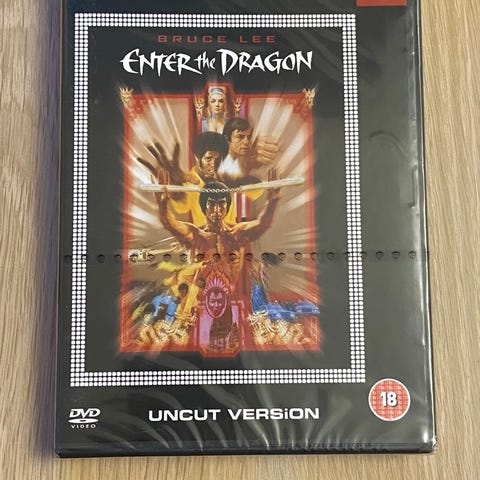 BRUCE LEE
ENTER the DRAGON
DVD
VIDEO
UNCUT VERSiON
18